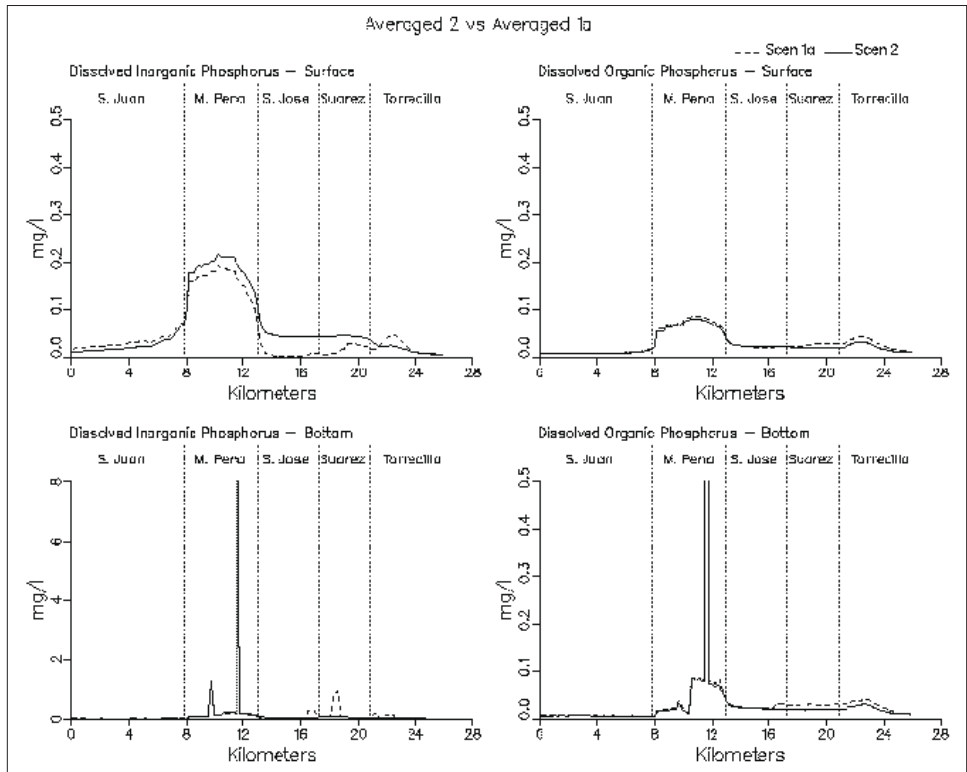 Averaged 2 vs Averaged 1a
Scen 1a Scen 2
Dissolved Inorganic Phosphorus – Surface
S. Juan M. Pena S. Jose Suarez Torrecilla
mg/l
0.5
0.4
0.3
0.2
0.1
0.0
0 4 8 12 16 20 24 28
Kilometers
Dissolved Organic Phosphorus – Surface
S. Juan M. Pena S. Jose Suarez Torrecilla
mg/l
0.5
0.4
0.3
0.2
0.1
0.0
0 4 8 12 16 20 24 28
Kilometers
Dissolved Inorganic Phosphorus – Bottom
S. Juan M. Pena S. Jose Suarez Torrecilla
mg/l
8
6
4
2
0
0 4 8 12 16 20 24 28
Kilometers
Dissolved Organic Phosphorus – Bottom
S. Juan M. Pena S. Jose Suarez Torrecilla
mg/l
0.5
0.4
0.3
0.2
0.1
0.0
0 4 8 12 16 20 24 28
Kilometers